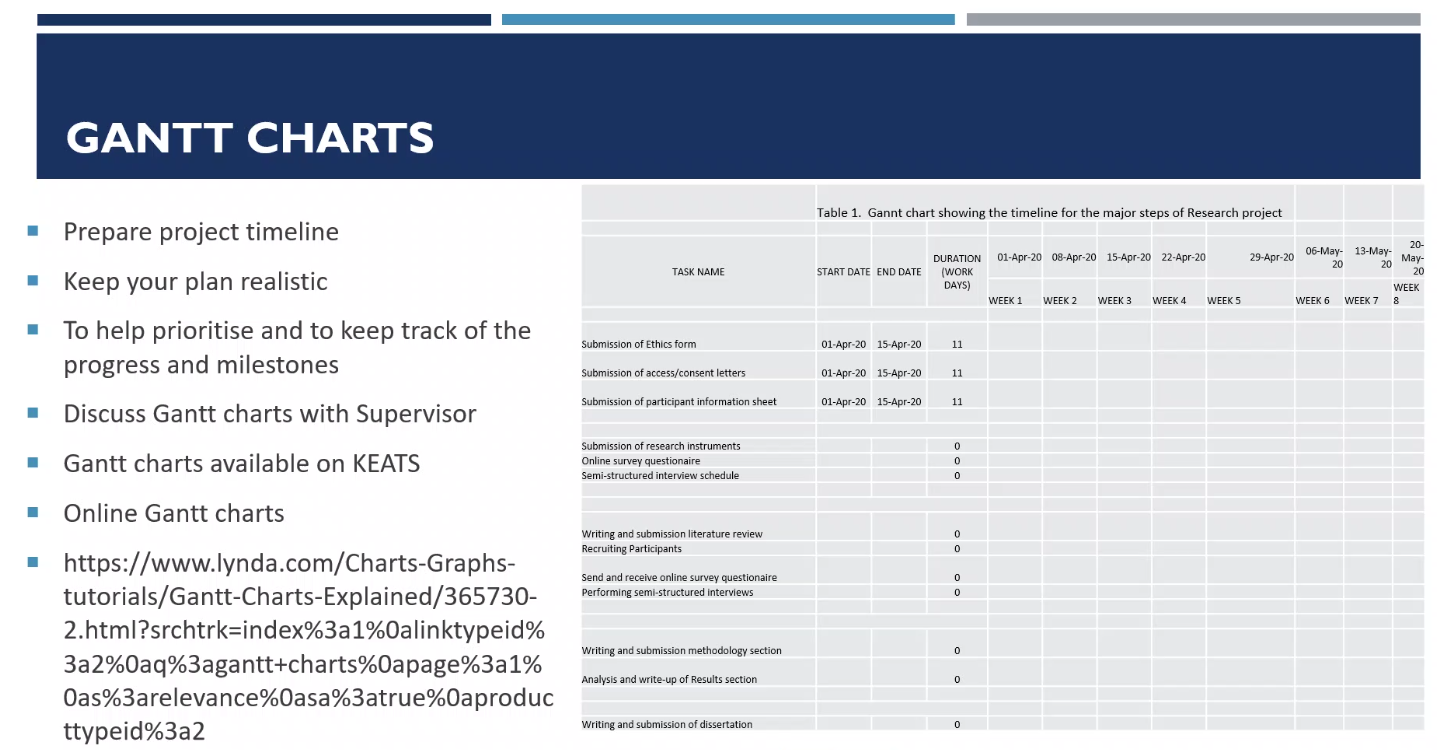 GANTT CHARTS
Prepare project timeline
Keep your plan realistic
To help prioritise and to keep track of the
progress and milestones
Discuss Gantt charts with Supervisor
Gantt charts available on KEATS
Online Gantt charts
https://www.lynda.com/Charts-Graphs-
tutorials/Gantt-Charts-Explained/365730-
2.html?srchtrk=index%3a1%0alinktypeid%
3a2%0aq%3agantt+charts%0apage%3a1%
0as%3arelevance%0asa%3atrue%0aproduc
ttypeid%3a2
Table 1.  Gannt chart showing the timeline for the major steps of Research project
TASK NAME START DATE END DATE DURATION (WORK DAYS) 01-Apr-20 08-Apr-20 15-Apr-20 22-Apr-20 29-Apr-20 06-May-20 13-May-20 20-May-20
WEEK 1 WEEK 2 WEEK 3 WEEK 4 WEEK 5 WEEK 6 WEEK 7 WEEK 8
Submission of Ethics form 01-Apr-20 15-Apr-20 11
Submission of access/consent letters 01-Apr-20 15-Apr-20 11
Submission of participant information sheet 01-Apr-20 15-Apr-20 11
Submission of research instruments 0
Online survey questionaire 0
Semi-structured interview schedule 0
Writing and submission literature review 0
Recruiting Participants 0
Send and receive online survey questionaire 0
Performing semi-structured interviews 0
Writing and submission methodology section 0
Analysis and write-up of Results section 0
Writing and submission of dissertation 0